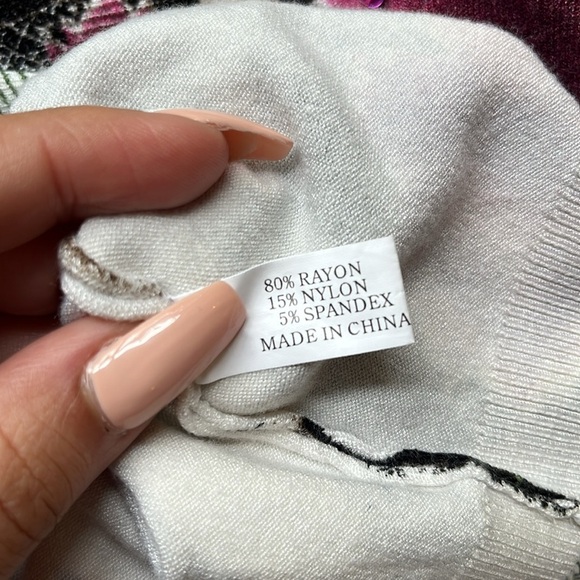 80% RAYON
15% NYLON
5% SPANDEX
MADE IN CHINA